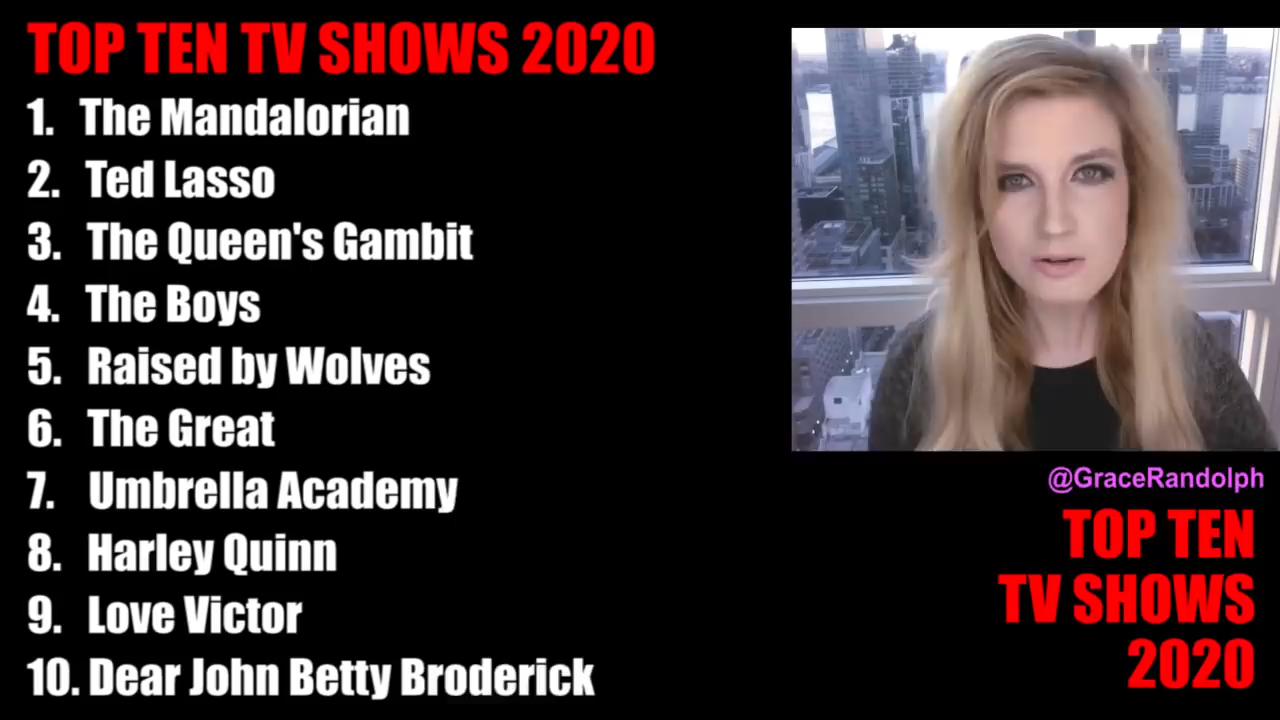 TOP TEN TV SHOWS 2020
1. The Mandalorian
2. Ted Lasso
3. The Queen's Gambit
4. The Boys
5. Raised by Wolves
6. The Great
7. Umbrella Academy
8. Harley Quinn
9. Love Victor
10. Dear John Betty Broderick
@GraceRandolph
TOP TEN
TV SHOWS
2020